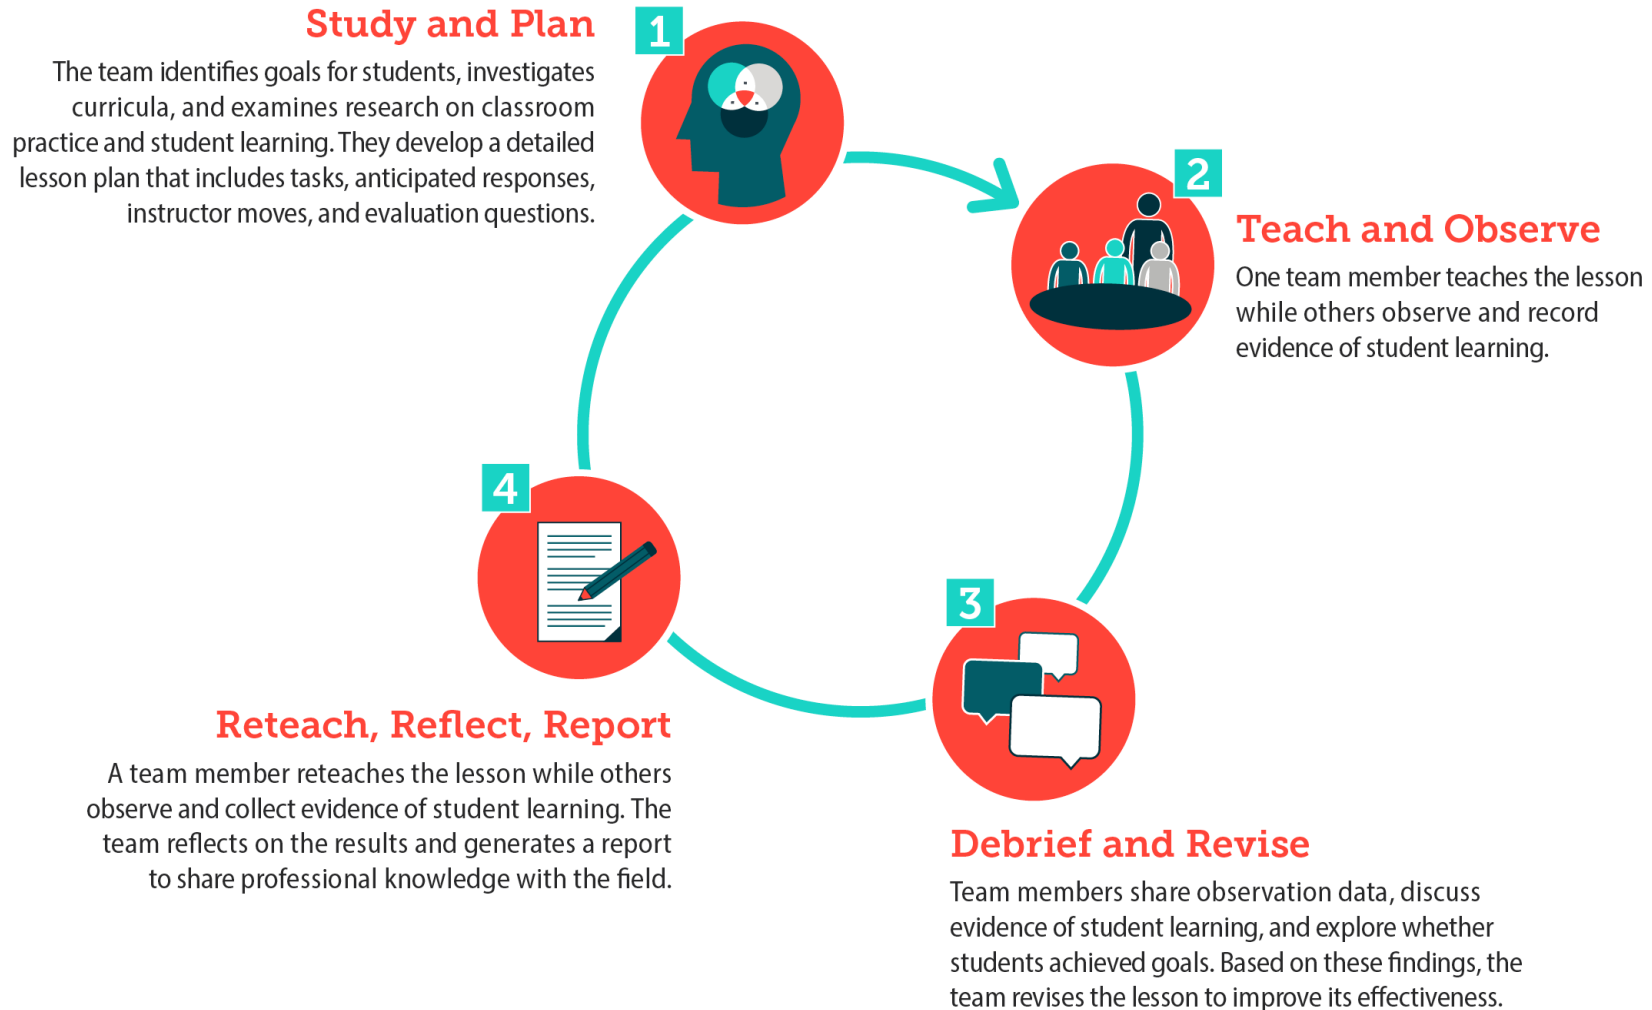 1
Study and Plan
The team identifies goals for students, investigates
curricula, and examines research on classroom
practice and student learning. They develop a detailed
lesson plan that includes tasks, anticipated responses,
instructor moves, and evaluation questions.
2
Teach and Observe
One team member teaches the lesson
while others observe and record
evidence of student learning.
3
Debrief and Revise
Team members share observation data, discuss
evidence of student learning, and explore whether
students achieved goals. Based on these findings, the
team revises the lesson to improve its effectiveness.
4
Reteach, Reflect, Report
A team member reteaches the lesson while others
observe and collect evidence of student learning. The
team reflects on the results and generates a report
to share professional knowledge with the field.